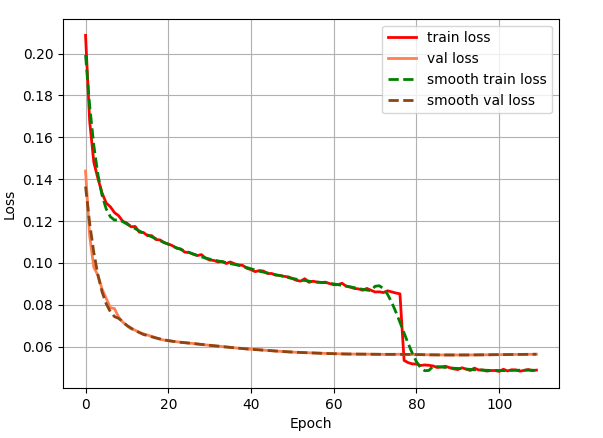 train loss
val loss
smooth train loss
smooth val loss
0.20
0.18
0.16
0.14
0.12
0.10
0.08
0.06
Loss
0 20 40 60 80 100
Epoch